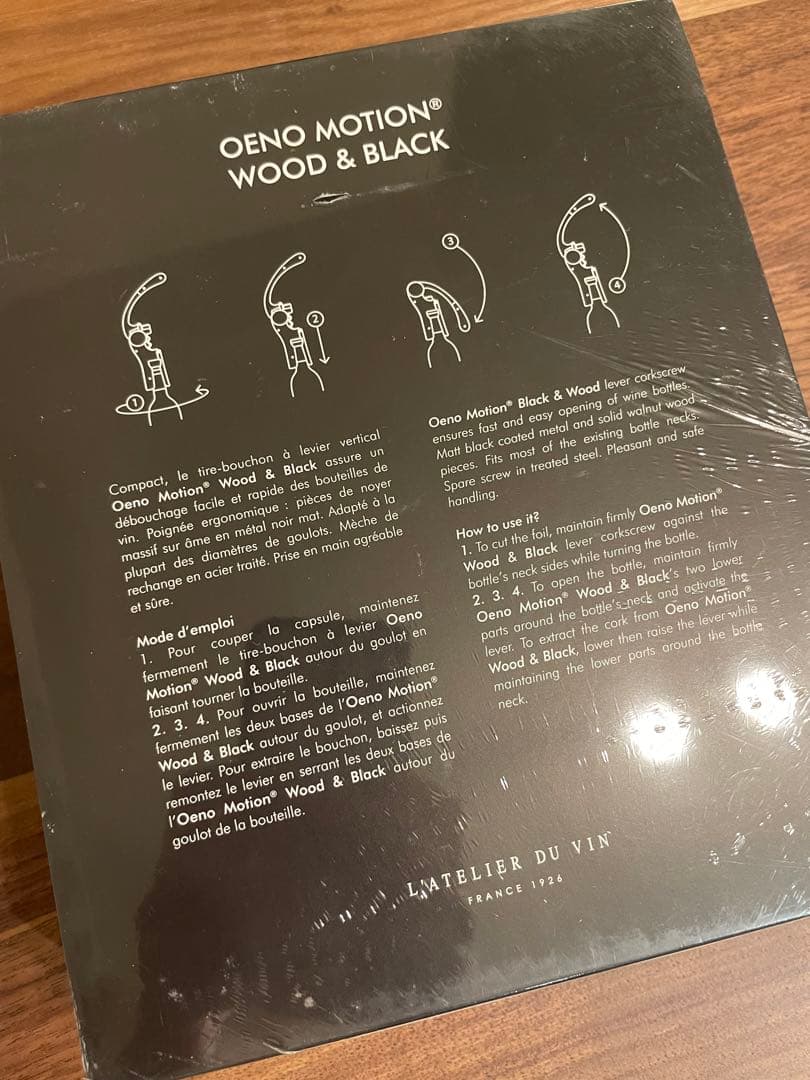 OENO MOTION®
WOOD & BLACK
1
2
3
4
Compact, le tire-bouchon à levier vertical
Oeno Motion® Wood & Black assure un
débouchage facile et rapide des bouteilles de
vin. Poignée ergonomique : pièces de noyer
massif sur âme en métal noir mat. Adapté à la
plupart des diamètres de goulots. Mèche de
rechange en acier traité. Prise en main agréable
et sûre.
Mode d'emploi
1. Pour couper la capsule, maintenez
fermement le tire-bouchon à levier Oeno
Motion® Wood & Black autour du goulot en
faisant tourner la bouteille.
2. 3. 4. Pour ouvrir la bouteille, maintenez
fermement les deux bases de l'Oeno Motion®
Wood & Black autour du goulot, et actionnez
le levier. Pour extraire le bouchon, baissez puis
remontez le levier en serrant les deux bases de
l'Oeno Motion® Wood & Black autour du
goulot de la bouteille.
Oeno Motion® Black & Wood lever corkscrew
ensures fast and easy opening of wine bottles.
Matt black coated metal and solid walnut wood
pieces. Fits most of the existing bottle necks.
Spare screw in treated steel. Pleasant and safe
handling.
How to use it?
1. To cut the foil, maintain firmly Oeno Motion®
Wood & Black lever corkscrew against the
bottle's neck sides while turning the bottle.
2. 3. 4. To open the bottle, maintain firmly
Oeno Motion® Wood & Black's two lower
parts around the bottle's neck and activate the
lever. To extract the cork from Oeno Motion®
Wood & Black, lower then raise the lever while
maintaining the lower parts around the bottle
neck.
L'ATELIER DU VIN
FRANCE 1926